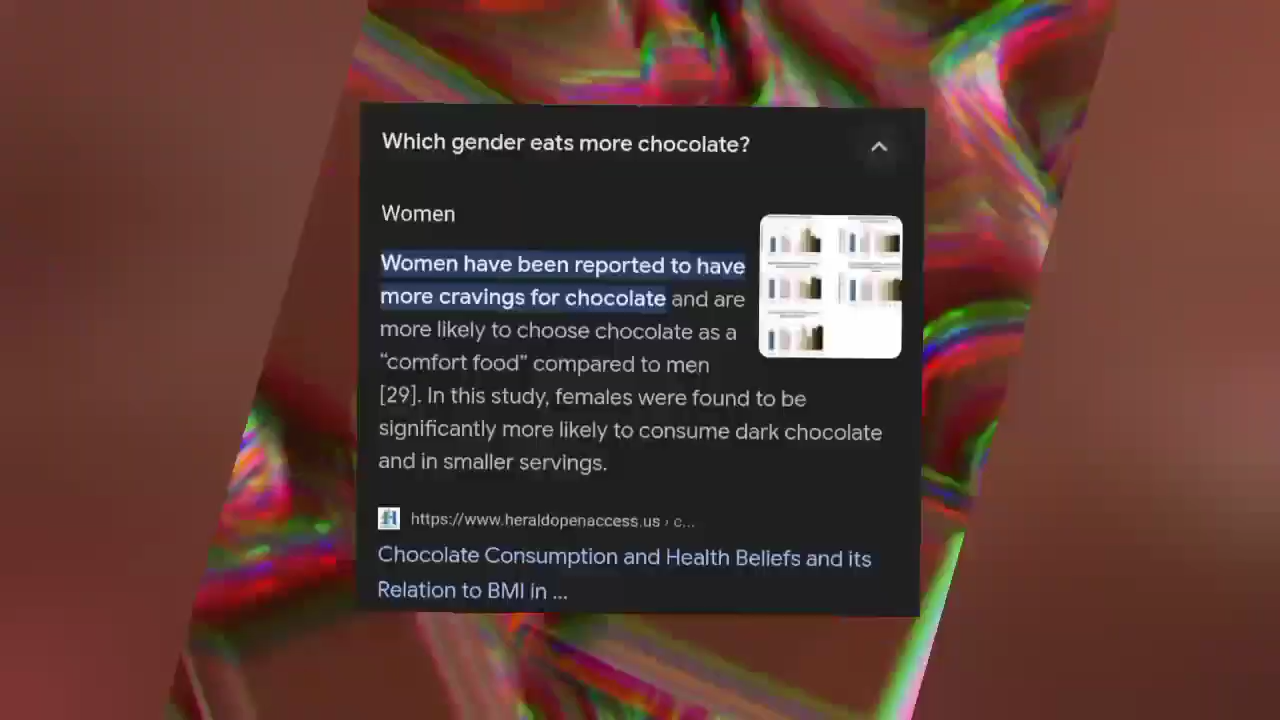 Which gender eats more chocolate?
Women
Women have been reported to have
more cravings for chocolate and are
more likely to choose chocolate as a
“comfort food” compared to men
[29]. In this study, females were found to be
significantly more likely to consume dark chocolate
and in smaller servings.
https://www.heraldopenaccess.us › c...
Chocolate Consumption and Health Beliefs and its
Relation to BMI in ...